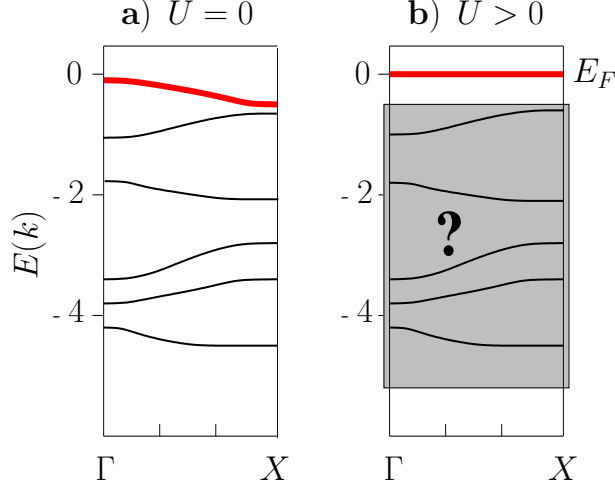 a) U = 0
b) U > 0
E(k)
0
- 2
- 4
Γ
X
0
- 2
- 4
?
E_F
Γ
X